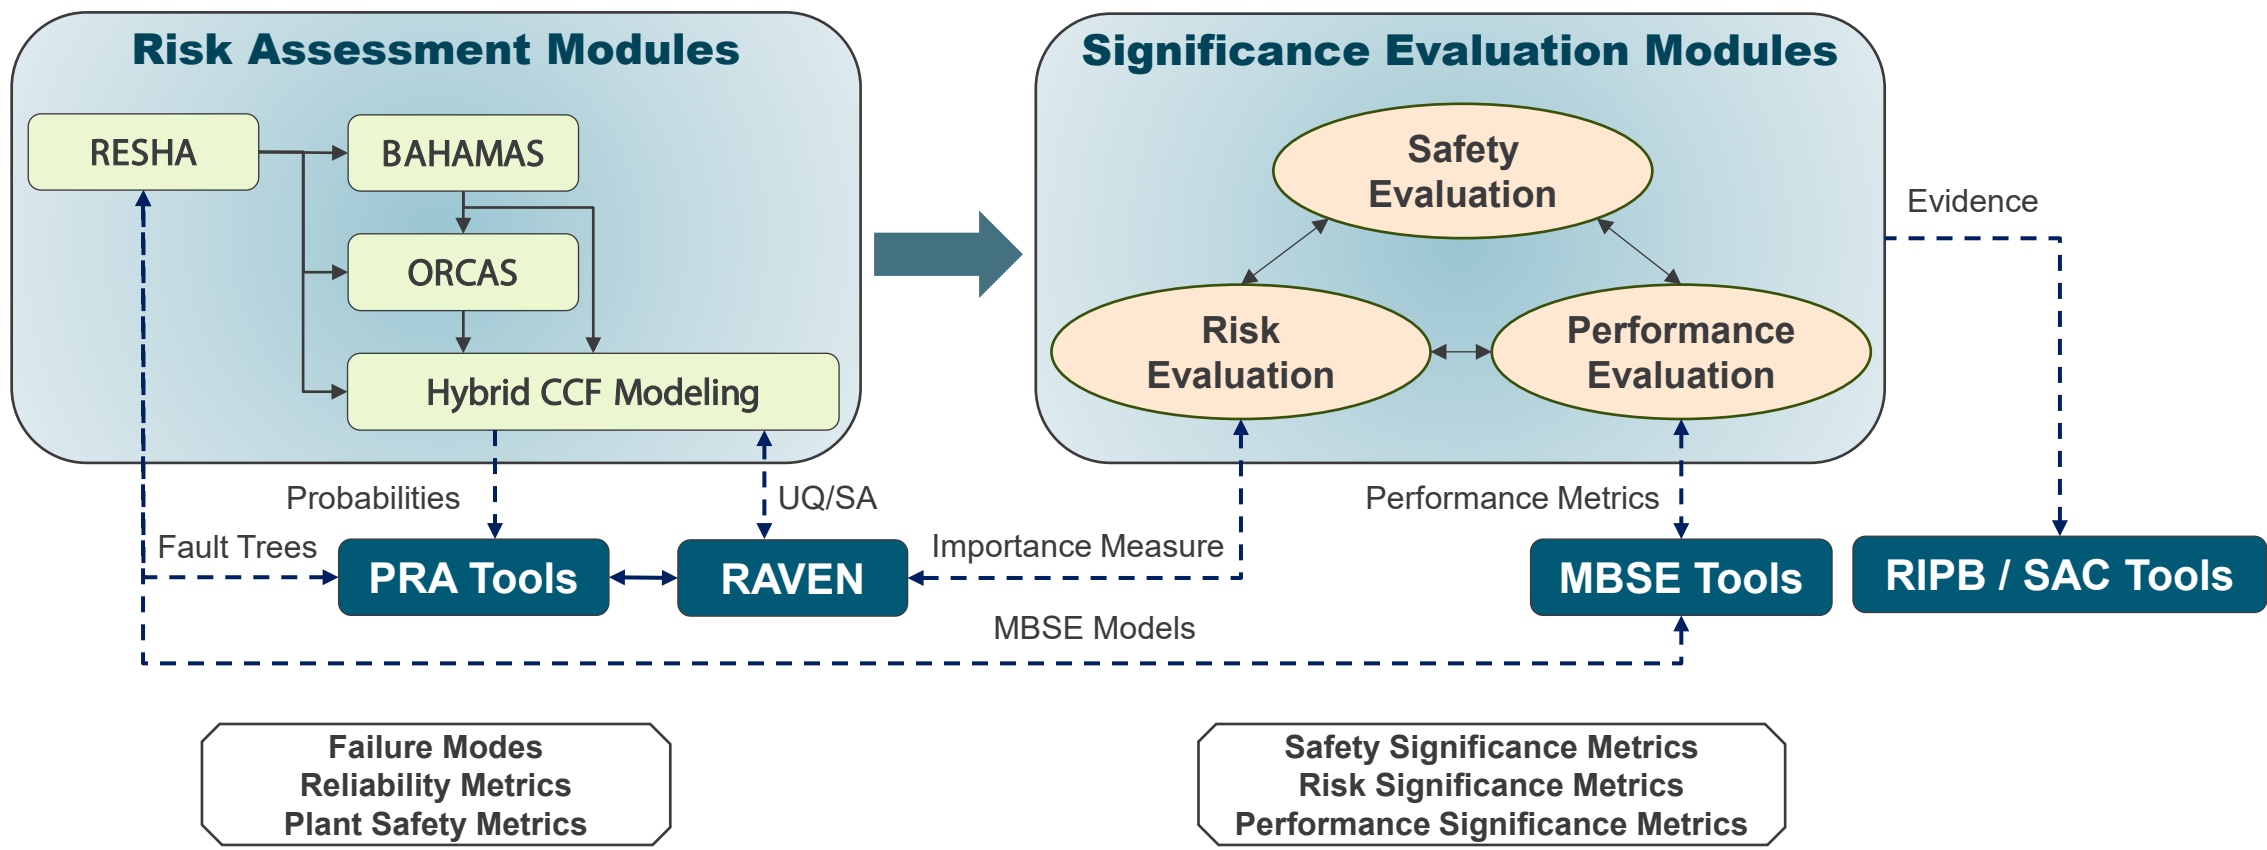 Risk Assessment Modules
RESHA
BAHAMAS
ORCAS
Hybrid CCF Modeling
Significance Evaluation Modules
Safety
Evaluation
Risk
Evaluation
Performance
Evaluation
Evidence
Probabilities
UQ/SA
Performance Metrics
Fault Trees
PRA Tools
RAVEN
Importance Measure
MBSE Tools
RIPB / SAC Tools
MBSE Models
Failure Modes
Reliability Metrics
Plant Safety Metrics
Safety Significance Metrics
Risk Significance Metrics
Performance Significance Metrics